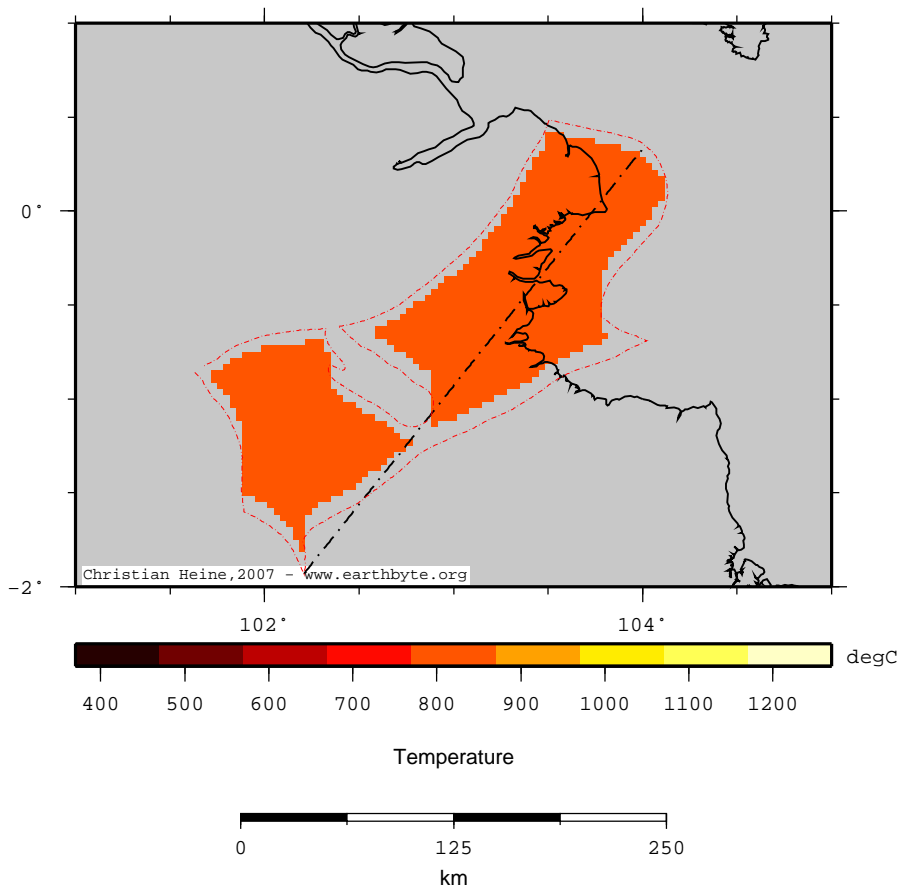 0°
-2°
Christian Heine,2007 - www.earthbyte.org
102° 104°
degC
400 500 600 700 800 900 1000 1100 1200
Temperature
0 125 250
km